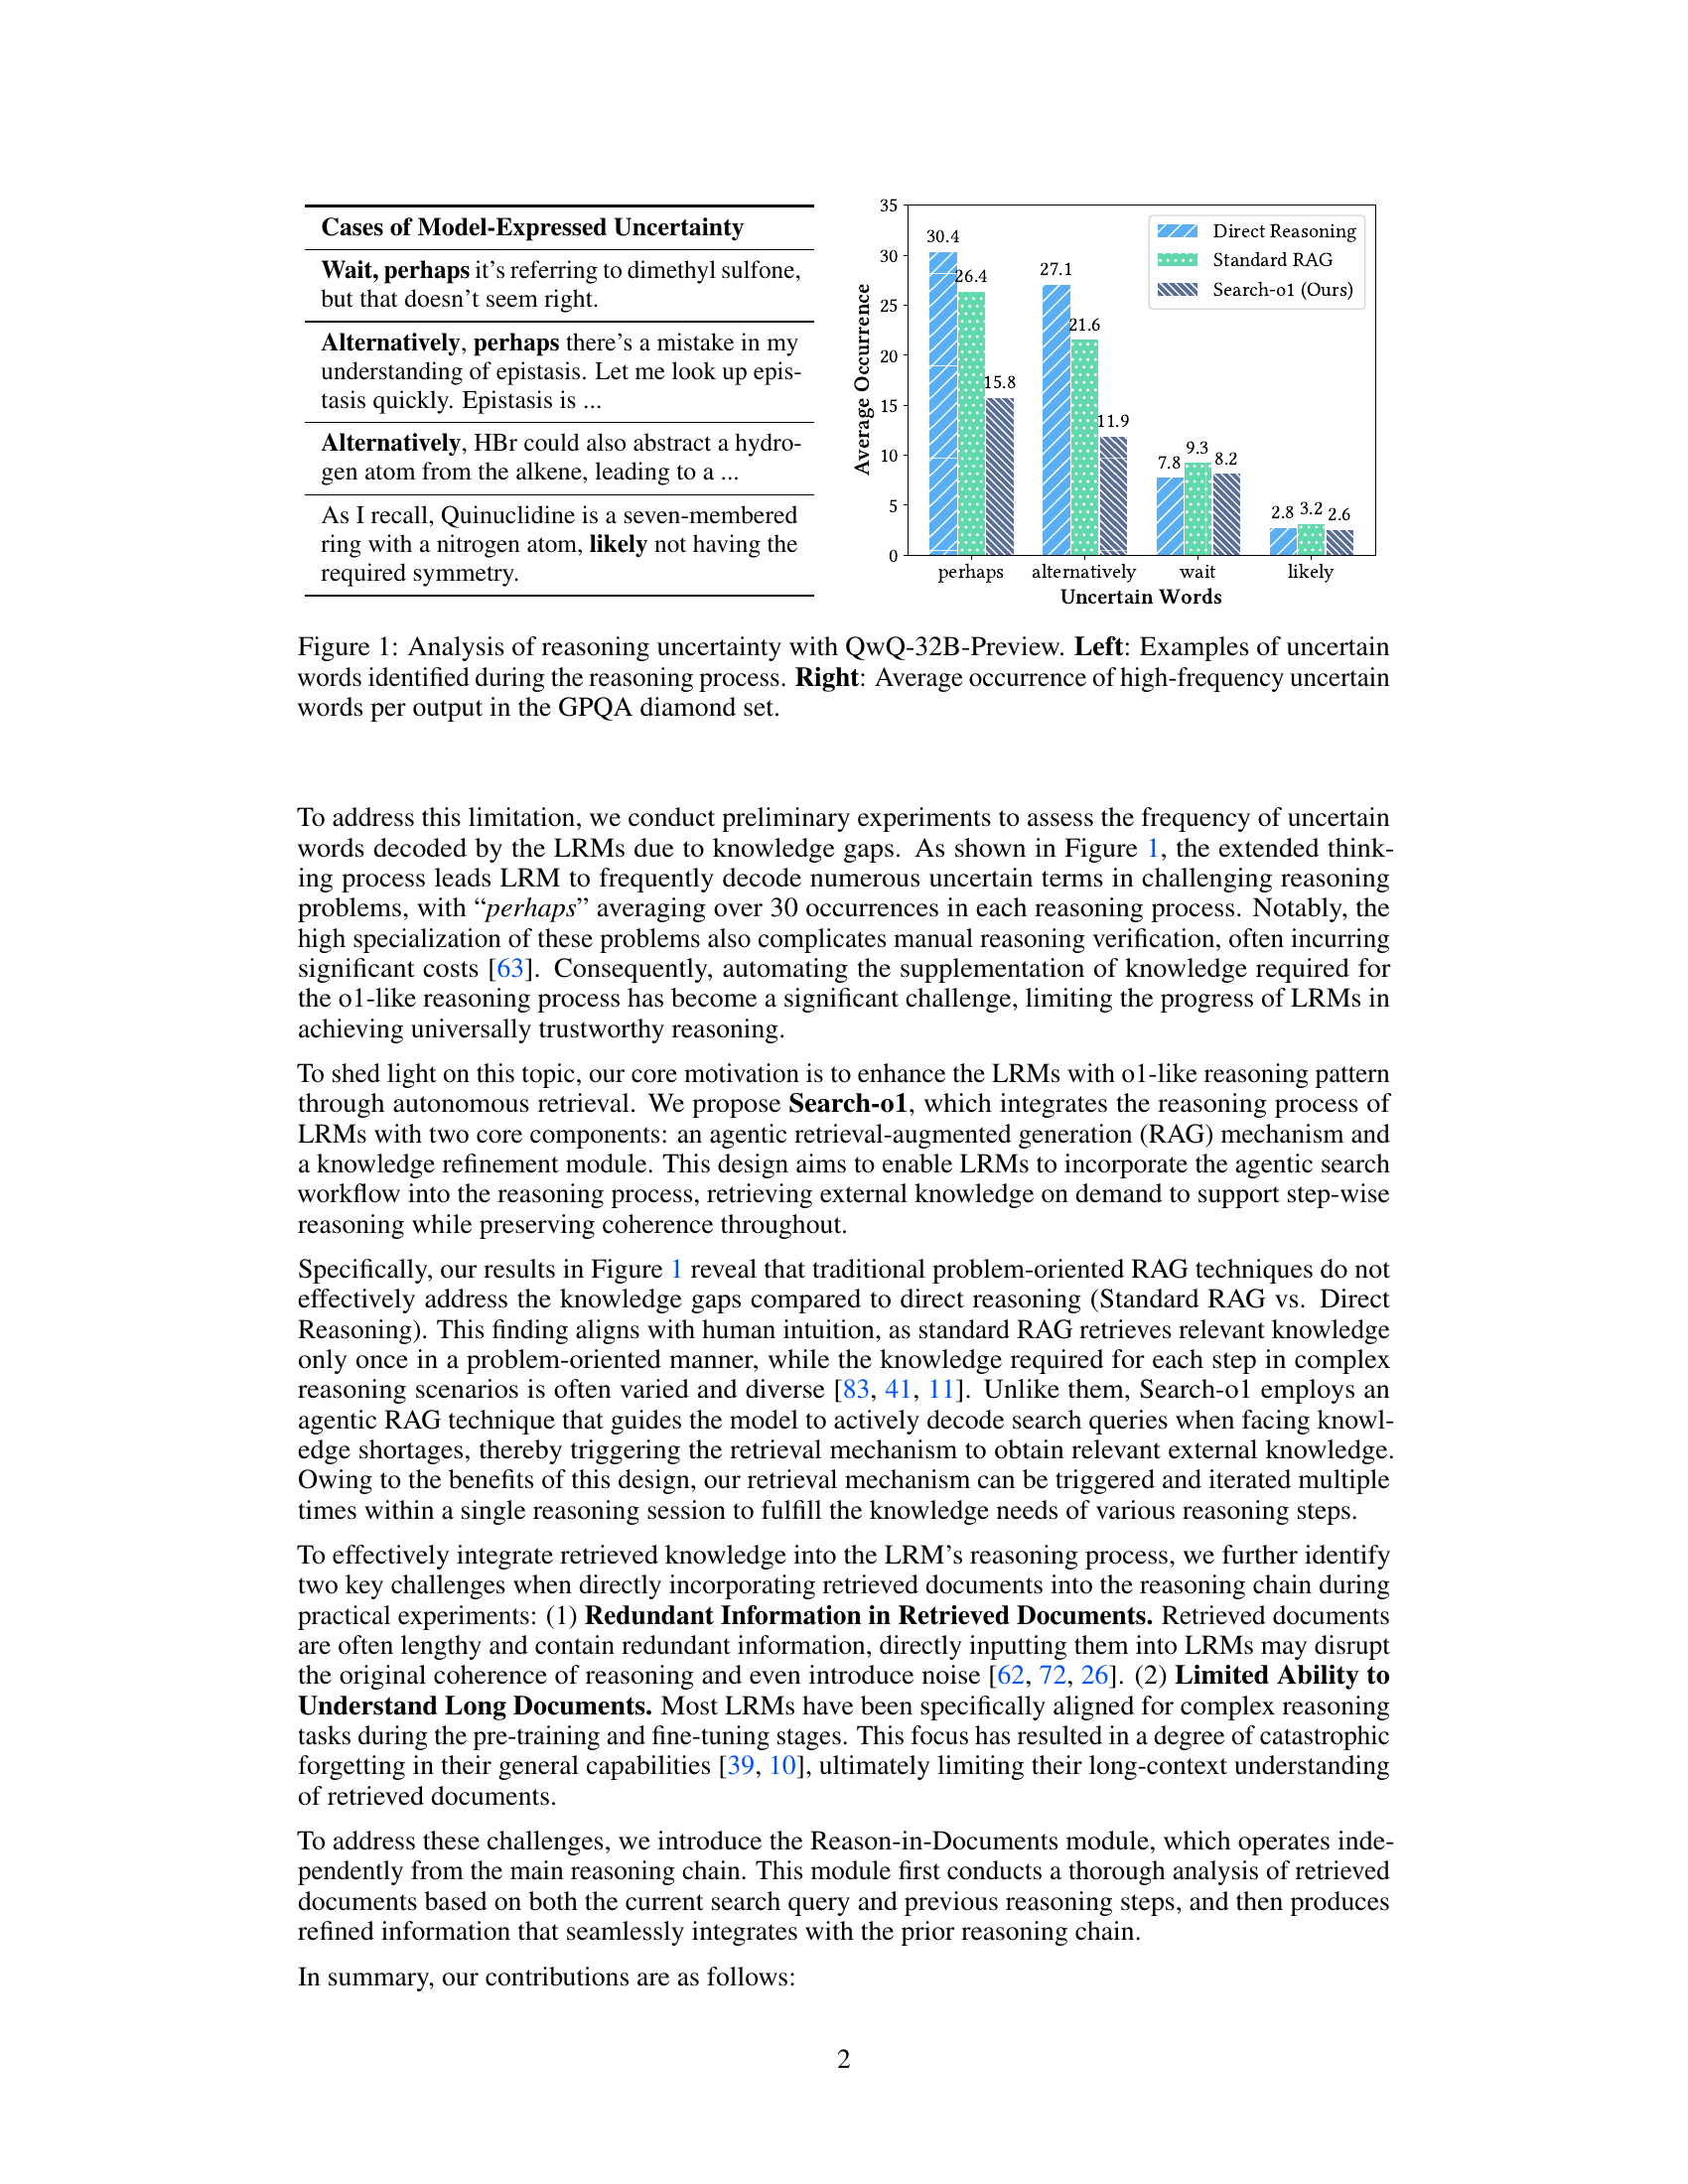 Cases of Model-Expressed Uncertainty
Wait, perhaps it's referring to dimethyl sulfone,
but that doesn't seem right.
Alternatively, perhaps there's a mistake in my
understanding of epistasis. Let me look up epis-
tasis quickly. Epistasis is ...
Alternatively, HBr could also abstract a hydro-
gen atom from the alkene, leading to a ...
As I recall, Quinuclidine is a seven-membered
ring with a nitrogen atom, likely not having the
required symmetry.
Average Occurrence
35
30
25
20
15
10
5
0
Direct Reasoning
Standard RAG
Search-o1 (Ours)
30.4
26.4
15.8
27.1
21.6
11.9
7.8
9.3
8.2
2.8
3.2
2.6
perhaps
alternatively
wait
likely
Uncertain Words
Figure 1: Analysis of reasoning uncertainty with QwQ-32B-Preview. Left: Examples of uncertain
words identified during the reasoning process. Right: Average occurrence of high-frequency uncertain
words per output in the GPQA diamond set.
To address this limitation, we conduct preliminary experiments to assess the frequency of uncertain
words decoded by the LRMs due to knowledge gaps. As shown in Figure 1, the extended think-
ing process leads LRM to frequently decode numerous uncertain terms in challenging reasoning
problems, with “perhaps” averaging over 30 occurrences in each reasoning process. Notably, the
high specialization of these problems also complicates manual reasoning verification, often incurring
significant costs [63]. Consequently, automating the supplementation of knowledge required for
the o1-like reasoning process has become a significant challenge, limiting the progress of LRMs in
achieving universally trustworthy reasoning.
To shed light on this topic, our core motivation is to enhance the LRMs with o1-like reasoning pattern
through autonomous retrieval. We propose Search-o1, which integrates the reasoning process of
LRMs with two core components: an agentic retrieval-augmented generation (RAG) mechanism and
a knowledge refinement module. This design aims to enable LRMs to incorporate the agentic search
workflow into the reasoning process, retrieving external knowledge on demand to support step-wise
reasoning while preserving coherence throughout.
Specifically, our results in Figure 1 reveal that traditional problem-oriented RAG techniques do not
effectively address the knowledge gaps compared to direct reasoning (Standard RAG vs. Direct
Reasoning). This finding aligns with human intuition, as standard RAG retrieves relevant knowledge
only once in a problem-oriented manner, while the knowledge required for each step in complex
reasoning scenarios is often varied and diverse [83, 41, 11]. Unlike them, Search-o1 employs an
agentic RAG technique that guides the model to actively decode search queries when facing knowl-
edge shortages, thereby triggering the retrieval mechanism to obtain relevant external knowledge.
Owing to the benefits of this design, our retrieval mechanism can be triggered and iterated multiple
times within a single reasoning session to fulfill the knowledge needs of various reasoning steps.
To effectively integrate retrieved knowledge into the LRM's reasoning process, we further identify
two key challenges when directly incorporating retrieved documents into the reasoning chain during
practical experiments: (1) Redundant Information in Retrieved Documents. Retrieved documents
are often lengthy and contain redundant information, directly inputting them into LRMs may disrupt
the original coherence of reasoning and even introduce noise [62, 72, 26]. (2) Limited Ability to
Understand Long Documents. Most LRMs have been specifically aligned for complex reasoning
tasks during the pre-training and fine-tuning stages. This focus has resulted in a degree of catastrophic
forgetting in their general capabilities [39, 10], ultimately limiting their long-context understanding
of retrieved documents.
To address these challenges, we introduce the Reason-in-Documents module, which operates inde-
pendently from the main reasoning chain. This module first conducts a thorough analysis of retrieved
documents based on both the current search query and previous reasoning steps, and then produces
refined information that seamlessly integrates with the prior reasoning chain.
In summary, our contributions are as follows:
2